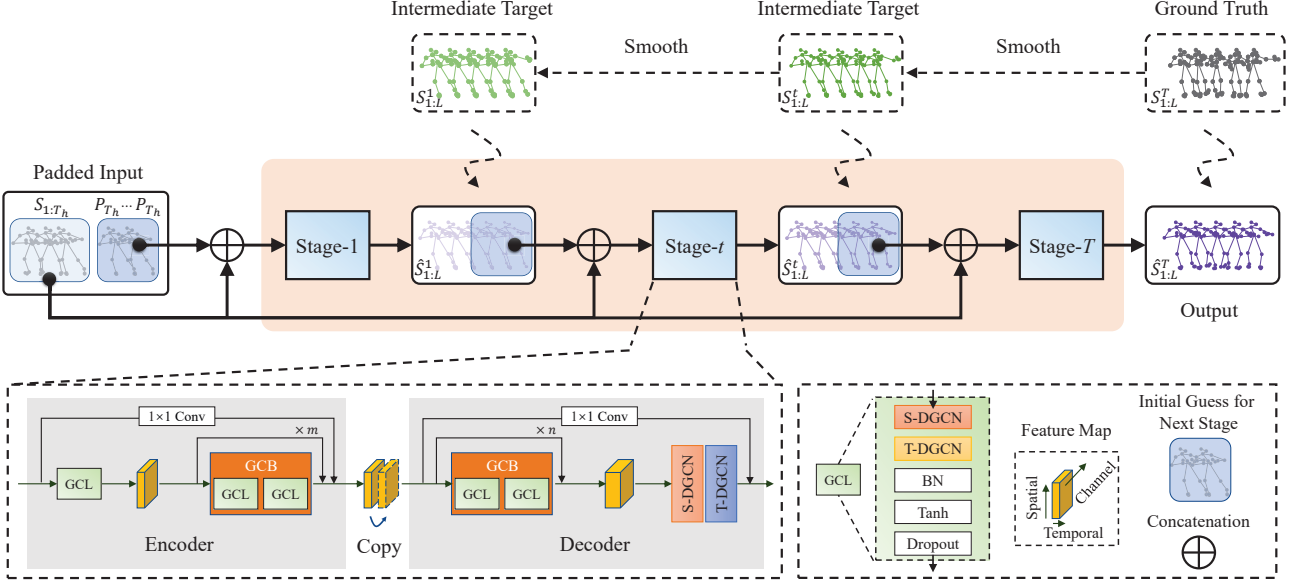 Intermediate Target
Intermediate Target
Ground Truth
Smooth
Smooth
S^1_{1:L}
S^t_{1:L}
S^T_{1:L}
Padded Input
S_{1:T_h}
P_{T_h} ⋯ P_{T_h}
Stage-1
Stage-t
Stage-T
Ŝ^1_{1:L}
Ŝ^t_{1:L}
Ŝ^T_{1:L}
Output
1×1 Conv
× m
GCL
GCB
GCL
GCL
Encoder
Copy
1×1 Conv
× n
GCB
GCL
GCL
S-DGCN
T-DGCN
Decoder
GCL
S-DGCN
T-DGCN
BN
Tanh
Dropout
Feature Map
Spatial
Channel
Temporal
Initial Guess for
Next Stage
Concatenation